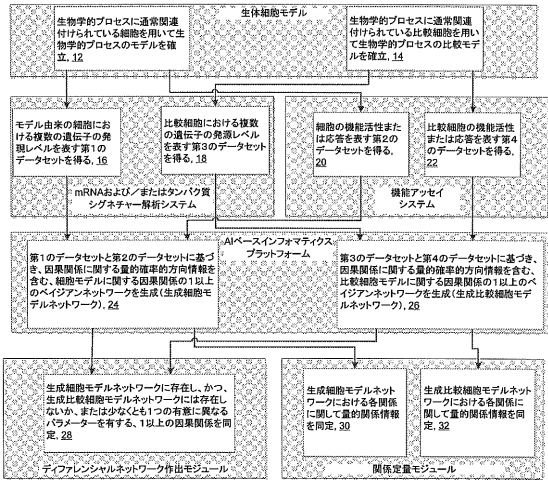 生体細胞モデル
生物学的プロセスに通常関連
付けられている細胞を用いて生
物学的プロセスのモデルを確
立, 12
生物学的プロセスに通常関連
付けられている比較細胞を用い
て生物学的プロセスの比較モデ
ルを確立, 14
モデル由来の細胞にお
ける複数の遺伝子の発
現レベルを表す第1の
データセットを得る, 16
比較細胞における複数
の遺伝子の発源レベル
を表す第3のデータセッ
トを得る, 18
細胞の機能活性または
応答を表す第2の
データセットを得る,
20
比較細胞の機能活性ま
たは応答を表す第4の
データセットを得る,
22
mRNAおよび/またはタンパク質
シグネチャー解析システム
機能アッセイ
システム
AIベースインフォマティクス
プラットフォーム
第1のデータセットと第2のデータセットに基づ
き、因果関係に関する量的確率的方向情報を
含む、細胞モデルに関する因果関係の1以上
のベイジアンネットワークを生成(生成細胞モデ
ルネットワーク), 24
第3のデータセットと第4のデータセットに基づき、
因果関係に関する量的確率的方向情報を含む、
比較細胞モデルに関する因果関係の1以上の
ベイジアンネットワークを生成(生成比較細胞モ
デルネットワーク), 26
生成細胞モデルネットワークに存在し、かつ、
生成比較細胞モデルネットワークには存在し
ないか、または少なくとも1つの有意に異なる
パラメーターを有する、1以上の因果関係を同
定, 28
生成細胞モデルネット
ワークにおける各関係
に関して量的関係情報
を同定, 30
生成比較細胞モデルネッ
トワークにおける各関係に
関して量的関係情報を同
定, 32
ディファレンシャルネットワーク作出モジュール
関係定量モジュール